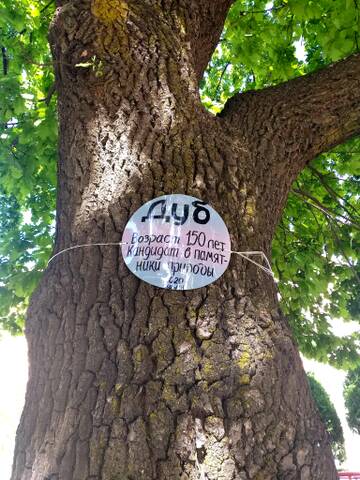 Дуб
Возраст 150 лет
Кандидат в памят-
ники природы